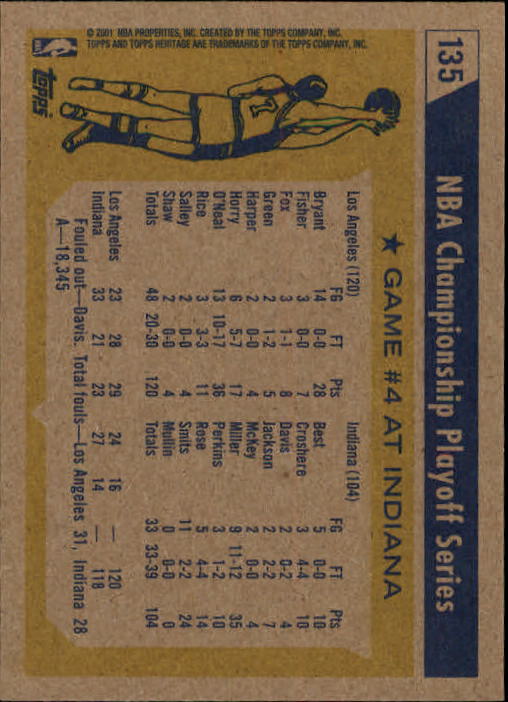 135 NBA Championship Playoff Series
★ GAME #4 AT INDIANA
Los Angeles (120) FG FT Pts Indiana (104) FG FT Pts
Bryant 14 0-0 28 Best 5 0-0 10
Fisher 3 0-0 7 Croshere 3 4-4 10
Fox 3 1-1 8 Davis 2 0-2 4
Green 2 1-2 5 Jackson 2 2-2 7
Harper 2 0-0 4 McKey 2 0-0 4
Horry 6 5-7 17 Miller 9 11-12 35
O'Neal 13 10-17 36 Perkins 3 1-2 10
Rice 3 3-3 11 Rose 5 4-4 14
Salley 2 0-0 4 Smits 11 2-2 24
Shaw 2 0-0 4 Mullin 0 0-0 0
Totals 48 20-30 120 Totals 33 33-39 104
Los Angeles 23 28 29 24 16 — 120
Indiana 33 21 23 27 14 — 118
Fouled out—Davis. Total fouls—Los Angeles 31, Indiana 28
A—18,345
© 2001 NBA PROPERTIES, INC. CREATED BY THE TOPPS COMPANY, INC.
TOPPS AND TOPPS HERITAGE ARE TRADEMARKS OF THE TOPPS COMPANY, INC.
NBA
topps
1